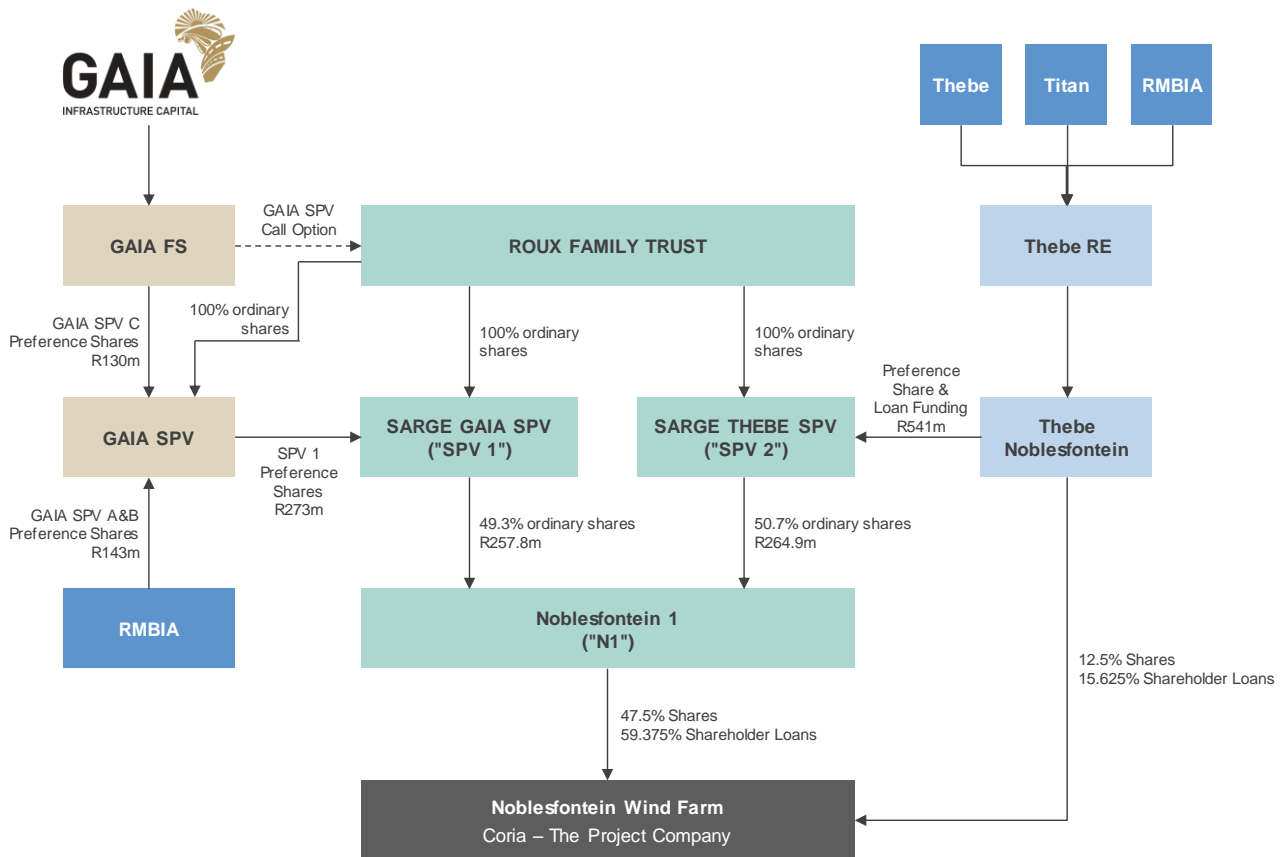 GAIA
INFRASTRUCTURE CAPITAL
Thebe
Titan
RMBIA
GAIA FS
GAIA SPV
Call Option
ROUX FAMILY TRUST
Thebe RE
GAIA SPV C
Preference Shares
R130m
100% ordinary
shares
100% ordinary
shares
100% ordinary
shares
Preference
Share &
Loan Funding
R541m
GAIA SPV
SPV 1
Preference
Shares
R273m
SARGE GAIA SPV
("SPV 1")
SARGE THEBE SPV
("SPV 2")
Thebe
Noblesfontein
GAIA SPV A&B
Preference Shares
R143m
49.3% ordinary shares
R257.8m
50.7% ordinary shares
R264.9m
RMBIA
Noblesfontein 1
("N1")
12.5% Shares
15.625% Shareholder Loans
47.5% Shares
59.375% Shareholder Loans
Noblesfontein Wind Farm
Coria – The Project Company